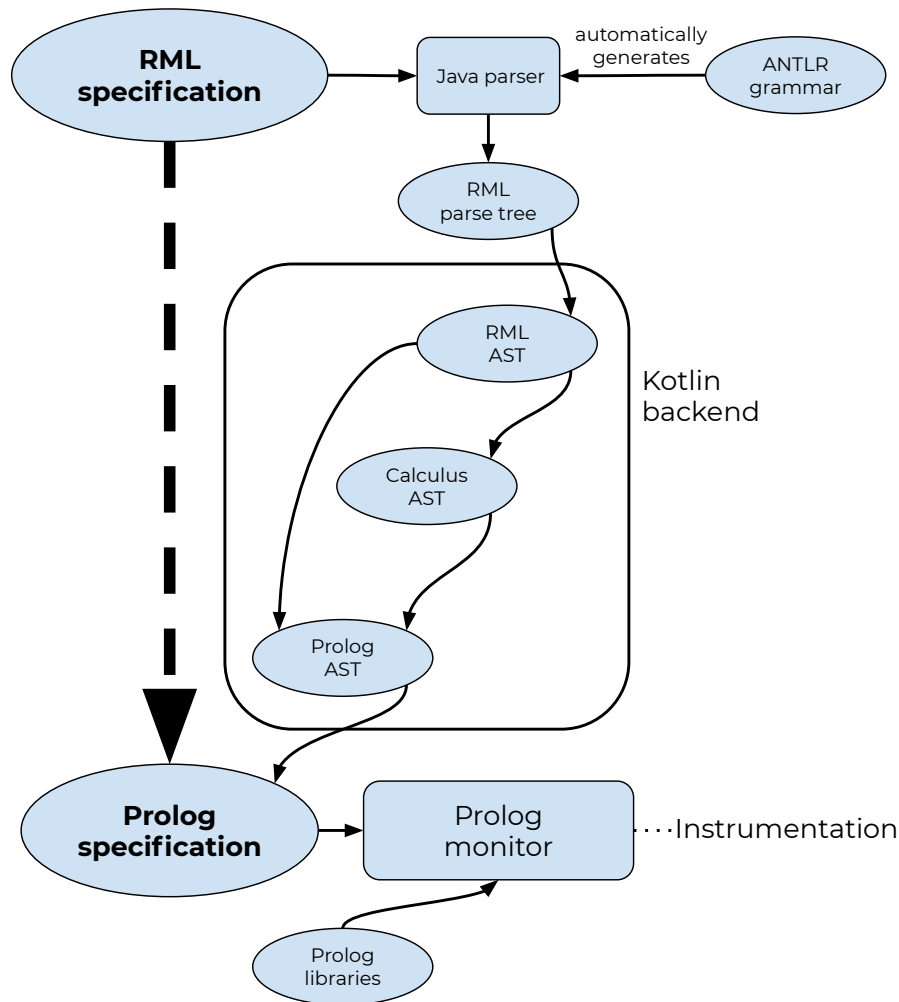 RML
specification
Java parser
automatically
generates
ANTLR
grammar
RML
parse tree
RML
AST
Kotlin
backend
Calculus
AST
Prolog
AST
Prolog
specification
Prolog
monitor
Instrumentation
Prolog
libraries